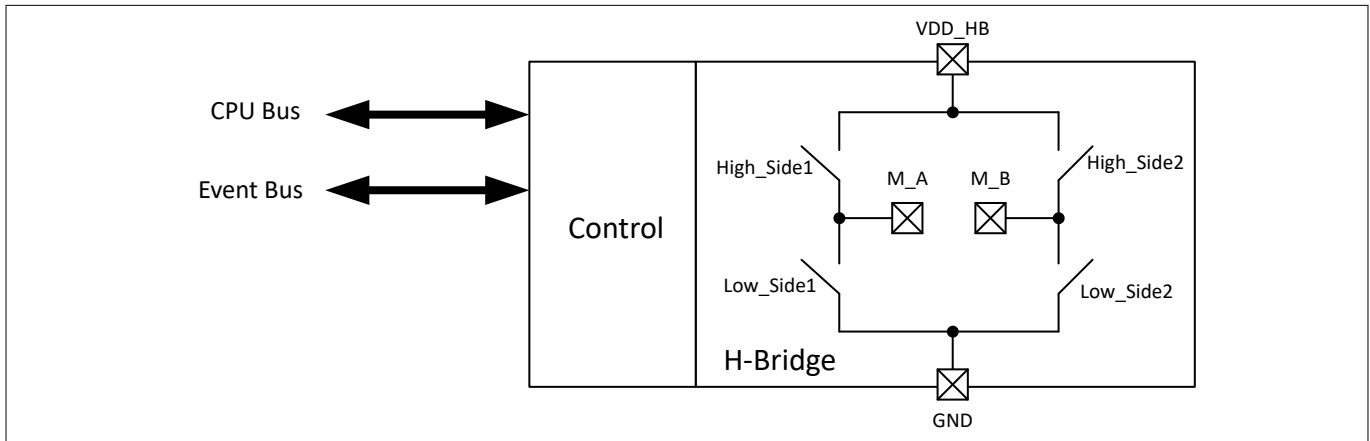 VDD_HB
CPU Bus
High_Side1
High_Side2
M_A
M_B
Event Bus
Control
Low_Side1
Low_Side2
H-Bridge
GND